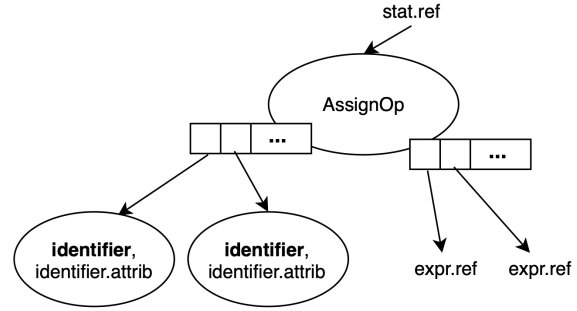 stat.ref
AssignOp
...
...
identifier,
identifier.attrib
identifier,
identifier.attrib
expr.ref
expr.ref